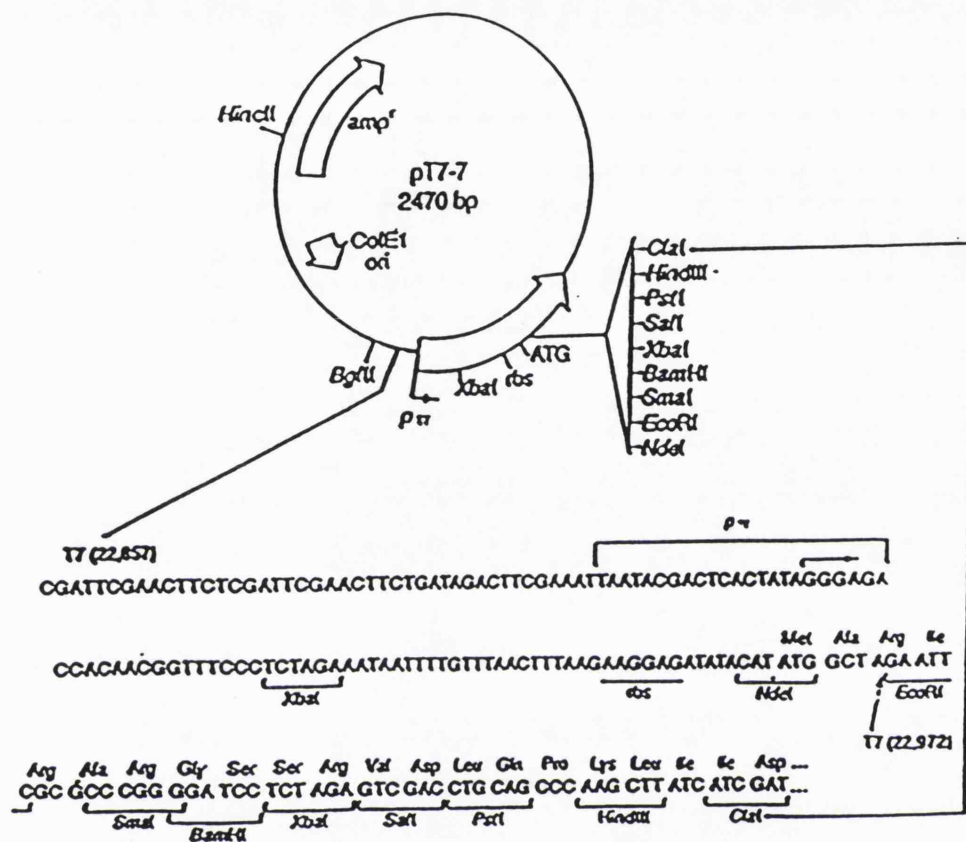 HincII
amp^r
pT7-7
2470 bp
ColE1
ori
ClaI
HindIII
PstI
SalI
XbaI
BamHI
SmaI
EcoRI
NdeI
ATG
rbs
XbaI
BglII
T7 (22,857)
CGATTCGAACTTCTCGATTCGAACTTCTGATAGACTTCGAAATTAATACGACTCACTATAGGGAGA
Met Ala Arg Ile
CCACAACGGTTTCCCTCTAGAAATAATTTTGTTTAACTTTAAGAAGGAGATATACAT ATG GCT AGAATT
XbaI rbs NdeI EcoRI
T7 (22,972)
Arg Ala Arg Gly Ser Ser Arg Val Asp Leu Gln Pro Lys Leu Ile Ile Asp ...
CGC GCC CGG GGA TCC TCT AGA GTC GAC CTG CAG CCC AAG CTT ATC ATC GAT ...
SmaI BamHI XbaI SalI PstI HindIII ClaI